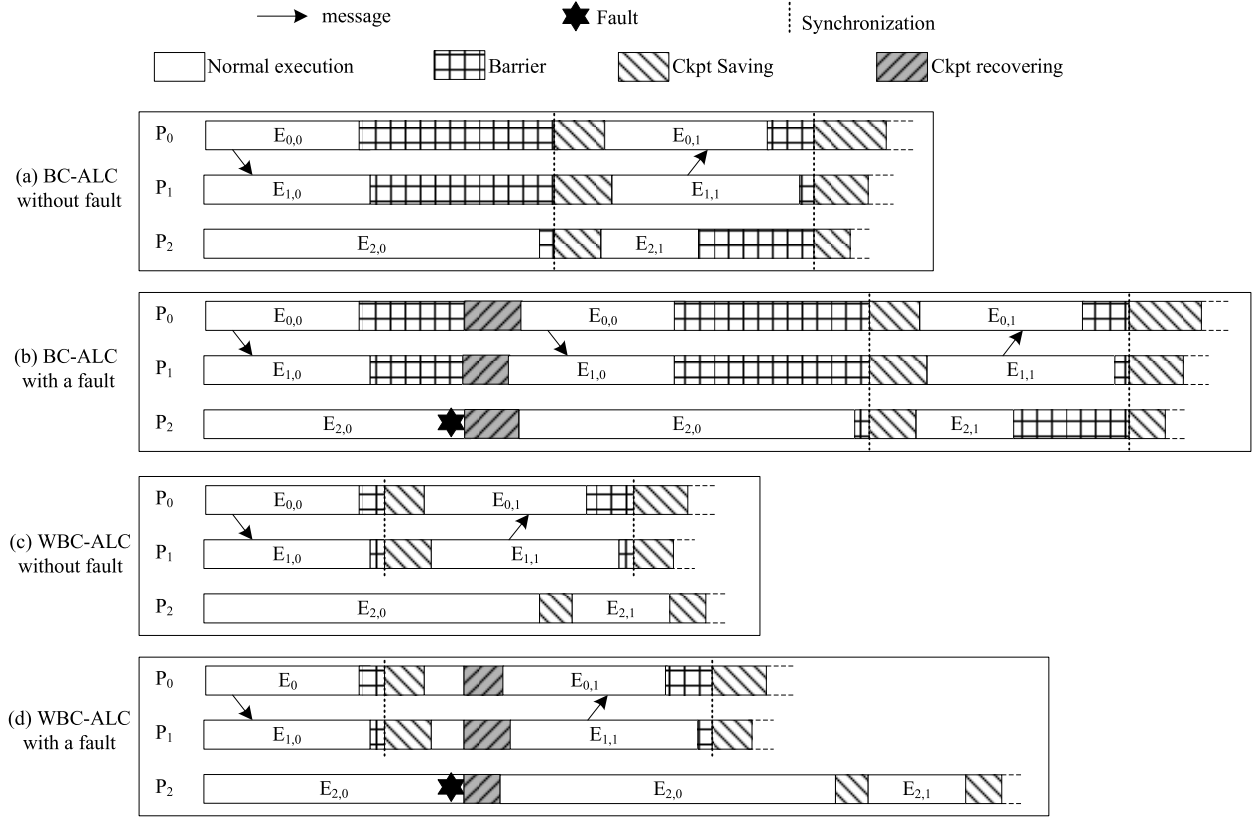 message
Fault
Synchronization
Normal execution
Barrier
Ckpt Saving
Ckpt recovering
(a) BC-ALC
without fault
P0 E0,0 E0,1
P1 E1,0 E1,1
P2 E2,0 E2,1
(b) BC-ALC
with a fault
P0 E0,0 E0,0 E0,1
P1 E1,0 E1,0 E1,1
P2 E2,0 E2,0 E2,1
(c) WBC-ALC
without fault
P0 E0,0 E0,1
P1 E1,0 E1,1
P2 E2,0 E2,1
(d) WBC-ALC
with a fault
P0 E0 E0,1
P1 E1,0 E1,1
P2 E2,0 E2,0 E2,1